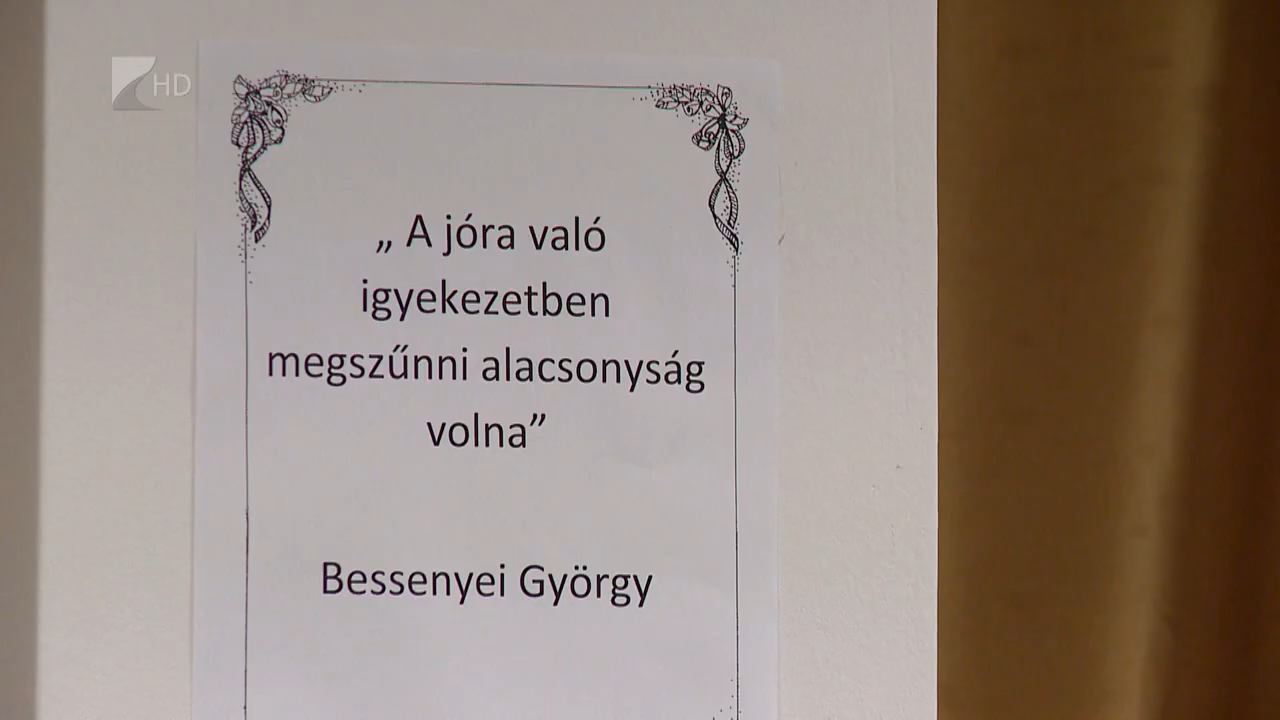 HD
„ A jóra való
igyekezetben
megszűnni alacsonyság
volna”
Bessenyei György